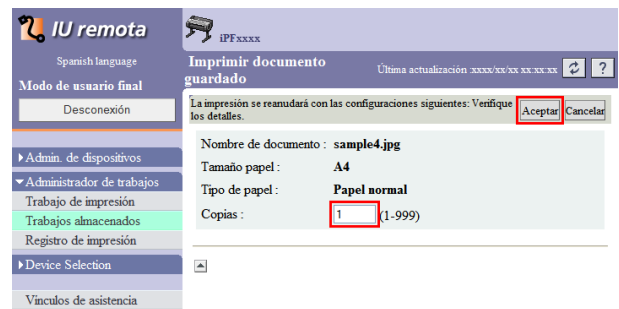 IU remota
Spanish language
Modo de usuario final
Desconexión
Admin. de dispositivos
Administrador de trabajos
Trabajo de impresión
Trabajos almacenados
Registro de impresión
Device Selection
Vínculos de asistencia
iPFxxxx
Imprimir documento
guardado
Última actualización :xxxx/xx/xx xx:xx:xx
?
La impresión se reanudará con las configuraciones siguientes: Verifique
los detalles.
Aceptar Cancelar
Nombre de documento : sample4.jpg
Tamaño papel : A4
Tipo de papel : Papel normal
Copias : 1 (1-999)